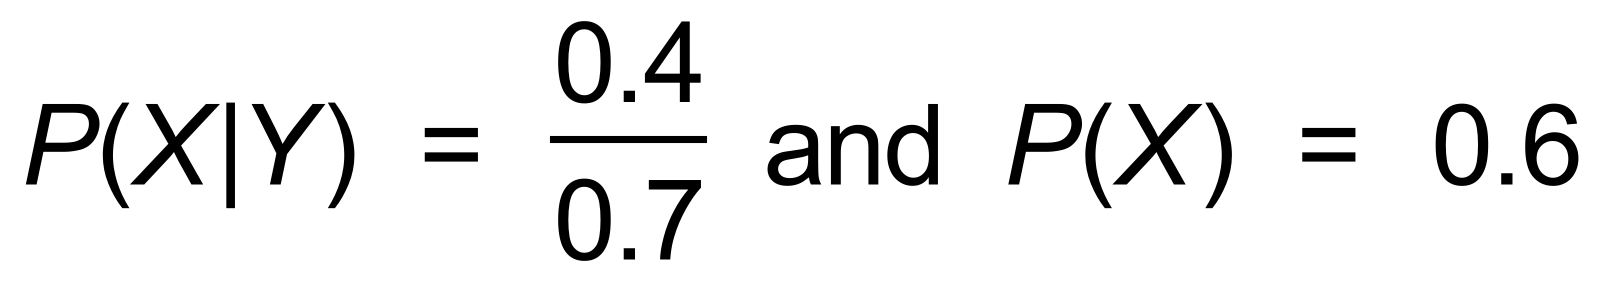 P(X|Y) = 0.4/0.7 and P(X) = 0.6